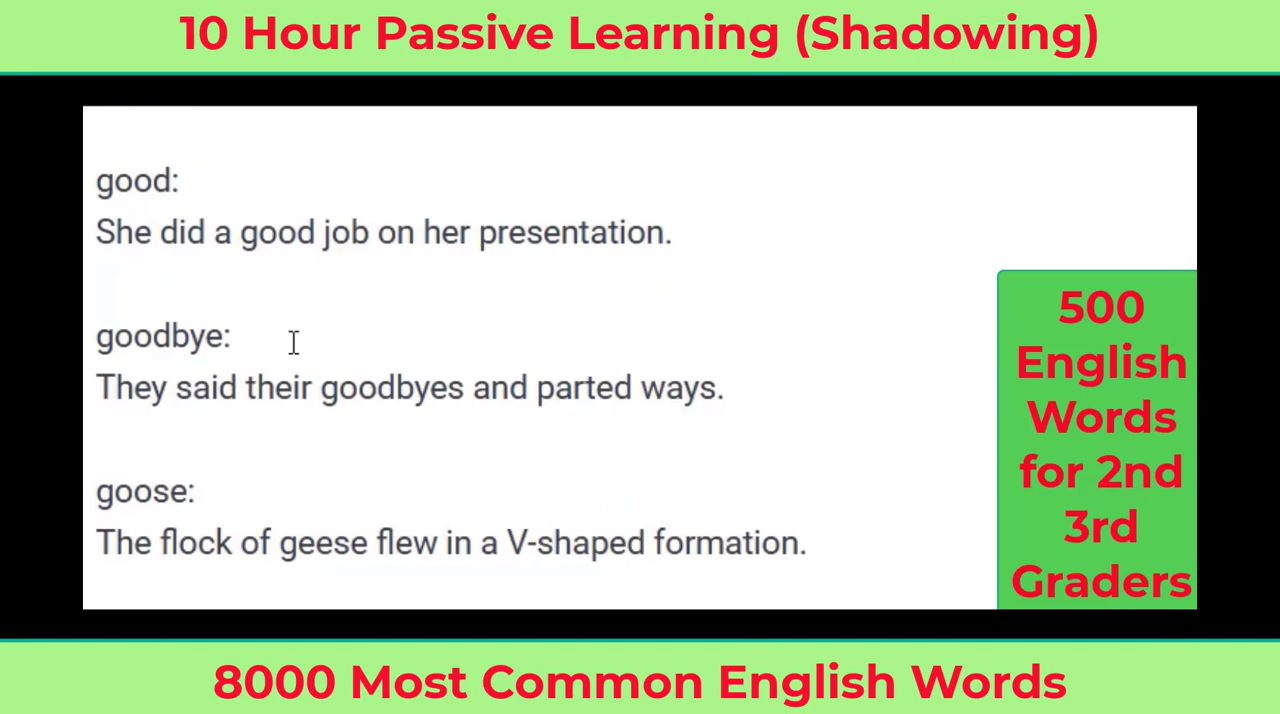 10 Hour Passive Learning (Shadowing)
good:
She did a good job on her presentation.
goodbye:
They said their goodbyes and parted ways.
goose:
The flock of geese flew in a V-shaped formation.
500
English
Words
for 2nd
3rd
Graders
8000 Most Common English Words